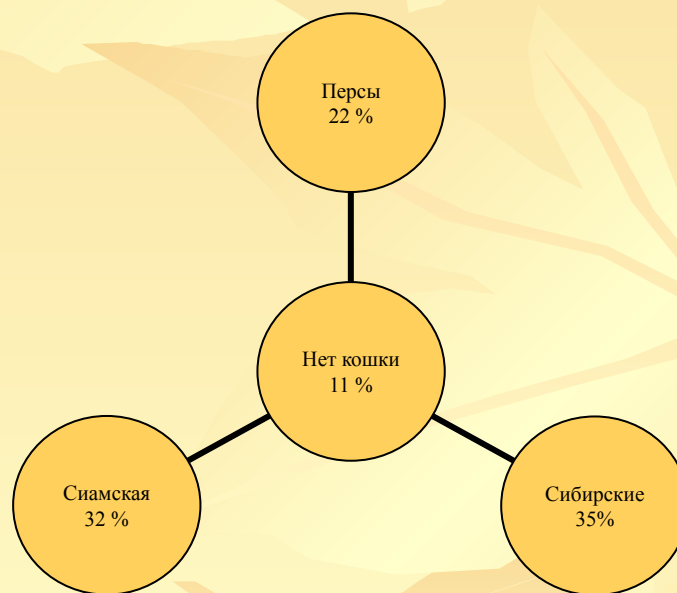 Персы
22 %
Нет кошки
11 %
Сиамская
32 %
Сибирские
35%